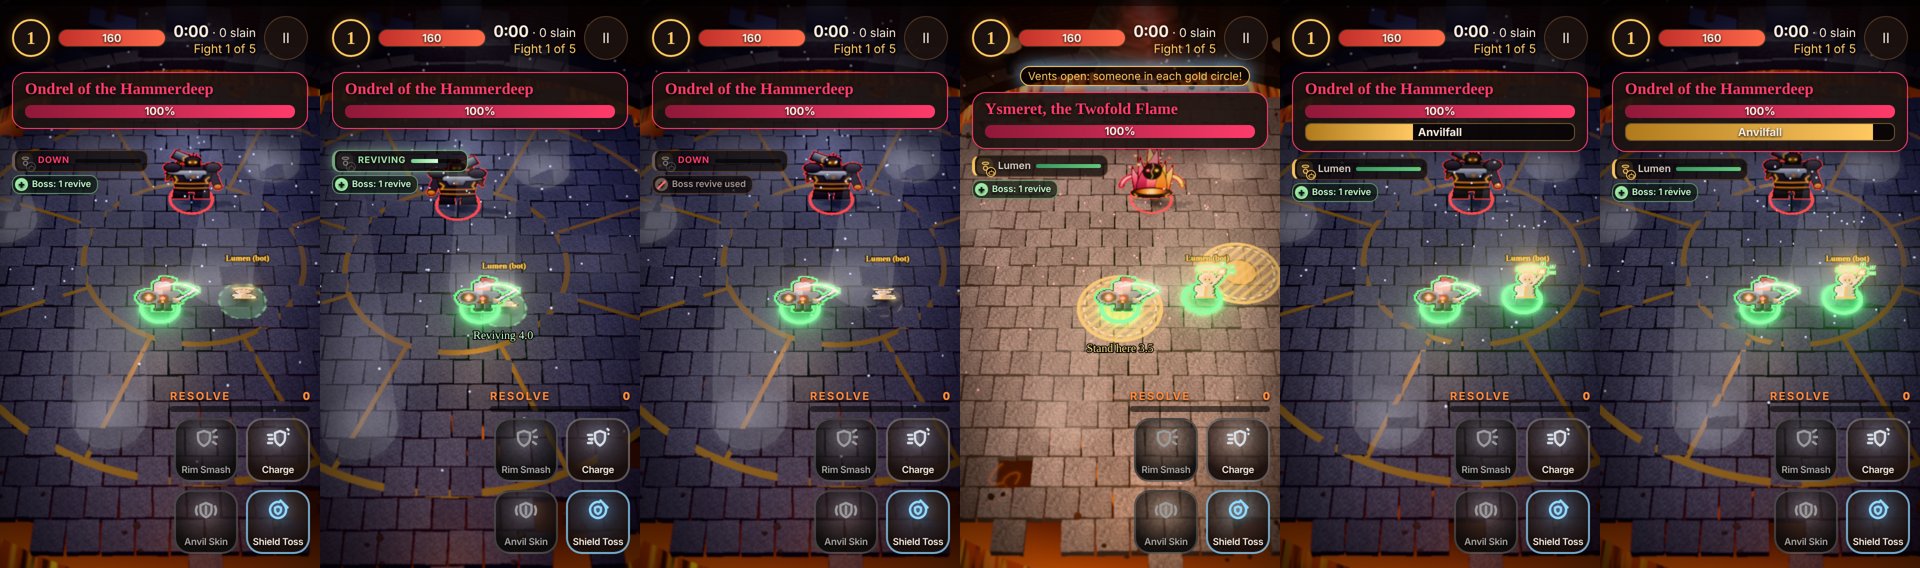 1
160
0:00 · 0 slain
Fight 1 of 5
Ondrel of the Hammerdeep
100%
DOWN
Boss: 1 revive
Lumen (bot)
RESOLVE 0
Rim Smash
Charge
Anvil Skin
Shield Toss
1
160
0:00 · 0 slain
Fight 1 of 5
Ondrel of the Hammerdeep
100%
REVIVING
Boss: 1 revive
Lumen (bot)
Reviving 4.0
RESOLVE 0
Rim Smash
Charge
Anvil Skin
Shield Toss
1
160
0:00 · 0 slain
Fight 1 of 5
Ondrel of the Hammerdeep
100%
DOWN
Boss revive used
Lumen (bot)
RESOLVE 0
Rim Smash
Charge
Anvil Skin
Shield Toss
1
160
0:00 · 0 slain
Fight 1 of 5
Vents open: someone in each gold circle!
Ysmeret, the Twofold Flame
100%
Lumen
Boss: 1 revive
Lumen (bot)
Stand here 3.5
RESOLVE 0
Rim Smash
Charge
Anvil Skin
Shield Toss
1
160
0:00 · 0 slain
Fight 1 of 5
Ondrel of the Hammerdeep
100%
Anvilfall
Lumen
Boss: 1 revive
Lumen (bot)
RESOLVE 0
Rim Smash
Charge
Anvil Skin
Shield Toss
1
160
0:00 · 0 slain
Fight 1 of 5
Ondrel of the Hammerdeep
100%
Anvilfall
Lumen
Boss: 1 revive
Lumen (bot)
RESOLVE 0
Rim Smash
Charge
Anvil Skin
Shield Toss